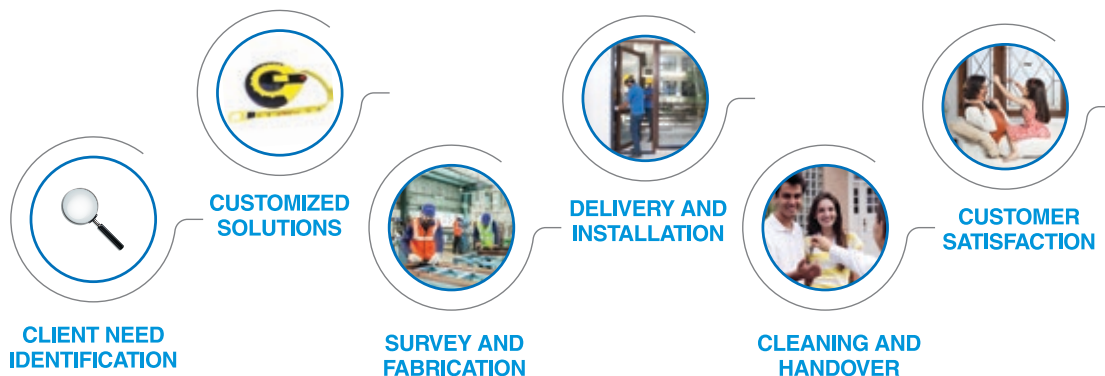 CLIENT NEED
IDENTIFICATION
CUSTOMIZED
SOLUTIONS
SURVEY AND
FABRICATION
DELIVERY AND
INSTALLATION
CLEANING AND
HANDOVER
CUSTOMER
SATISFACTION